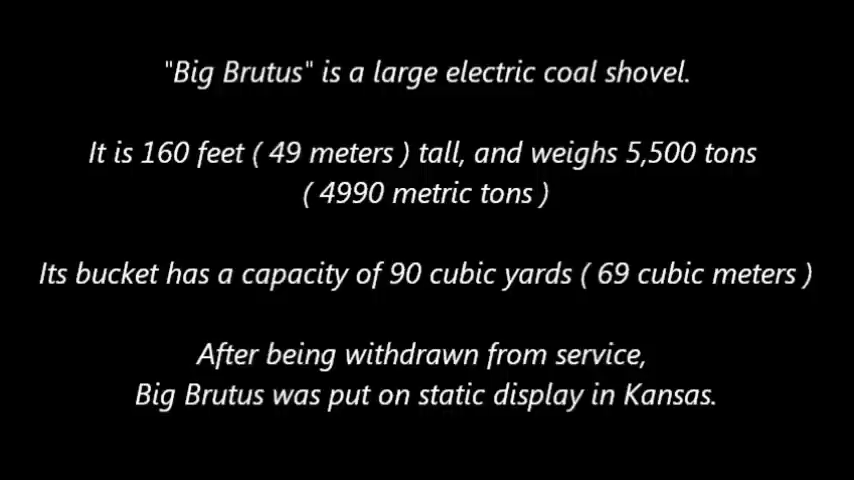 "Big Brutus" is a large electric coal shovel.
It is 160 feet ( 49 meters ) tall, and weighs 5,500 tons
( 4990 metric tons )
Its bucket has a capacity of 90 cubic yards ( 69 cubic meters )
After being withdrawn from service,
Big Brutus was put on static display in Kansas.